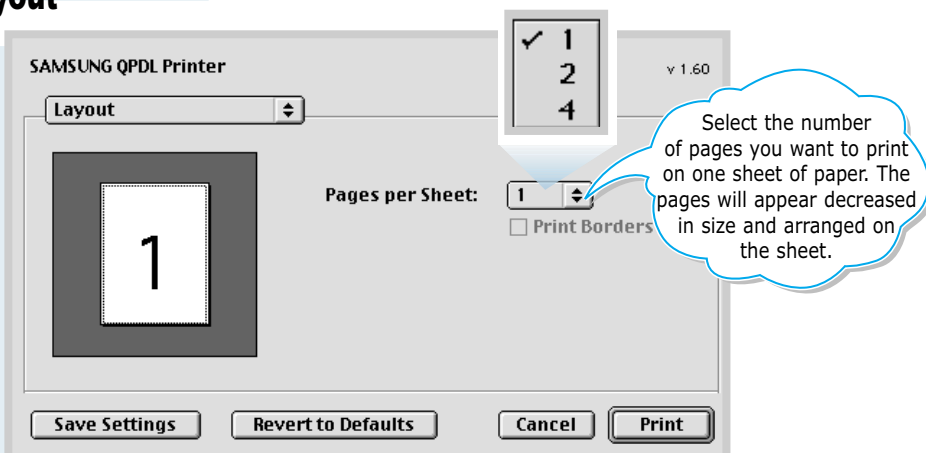 SAMSUNG QPDL Printer
v 1.60
✓ 1
2
4
Layout
Pages per Sheet:
1
Print Borders
1
Select the number
of pages you want to print
on one sheet of paper. The
pages will appear decreased
in size and arranged on
the sheet.
Save Settings
Revert to Defaults
Cancel
Print